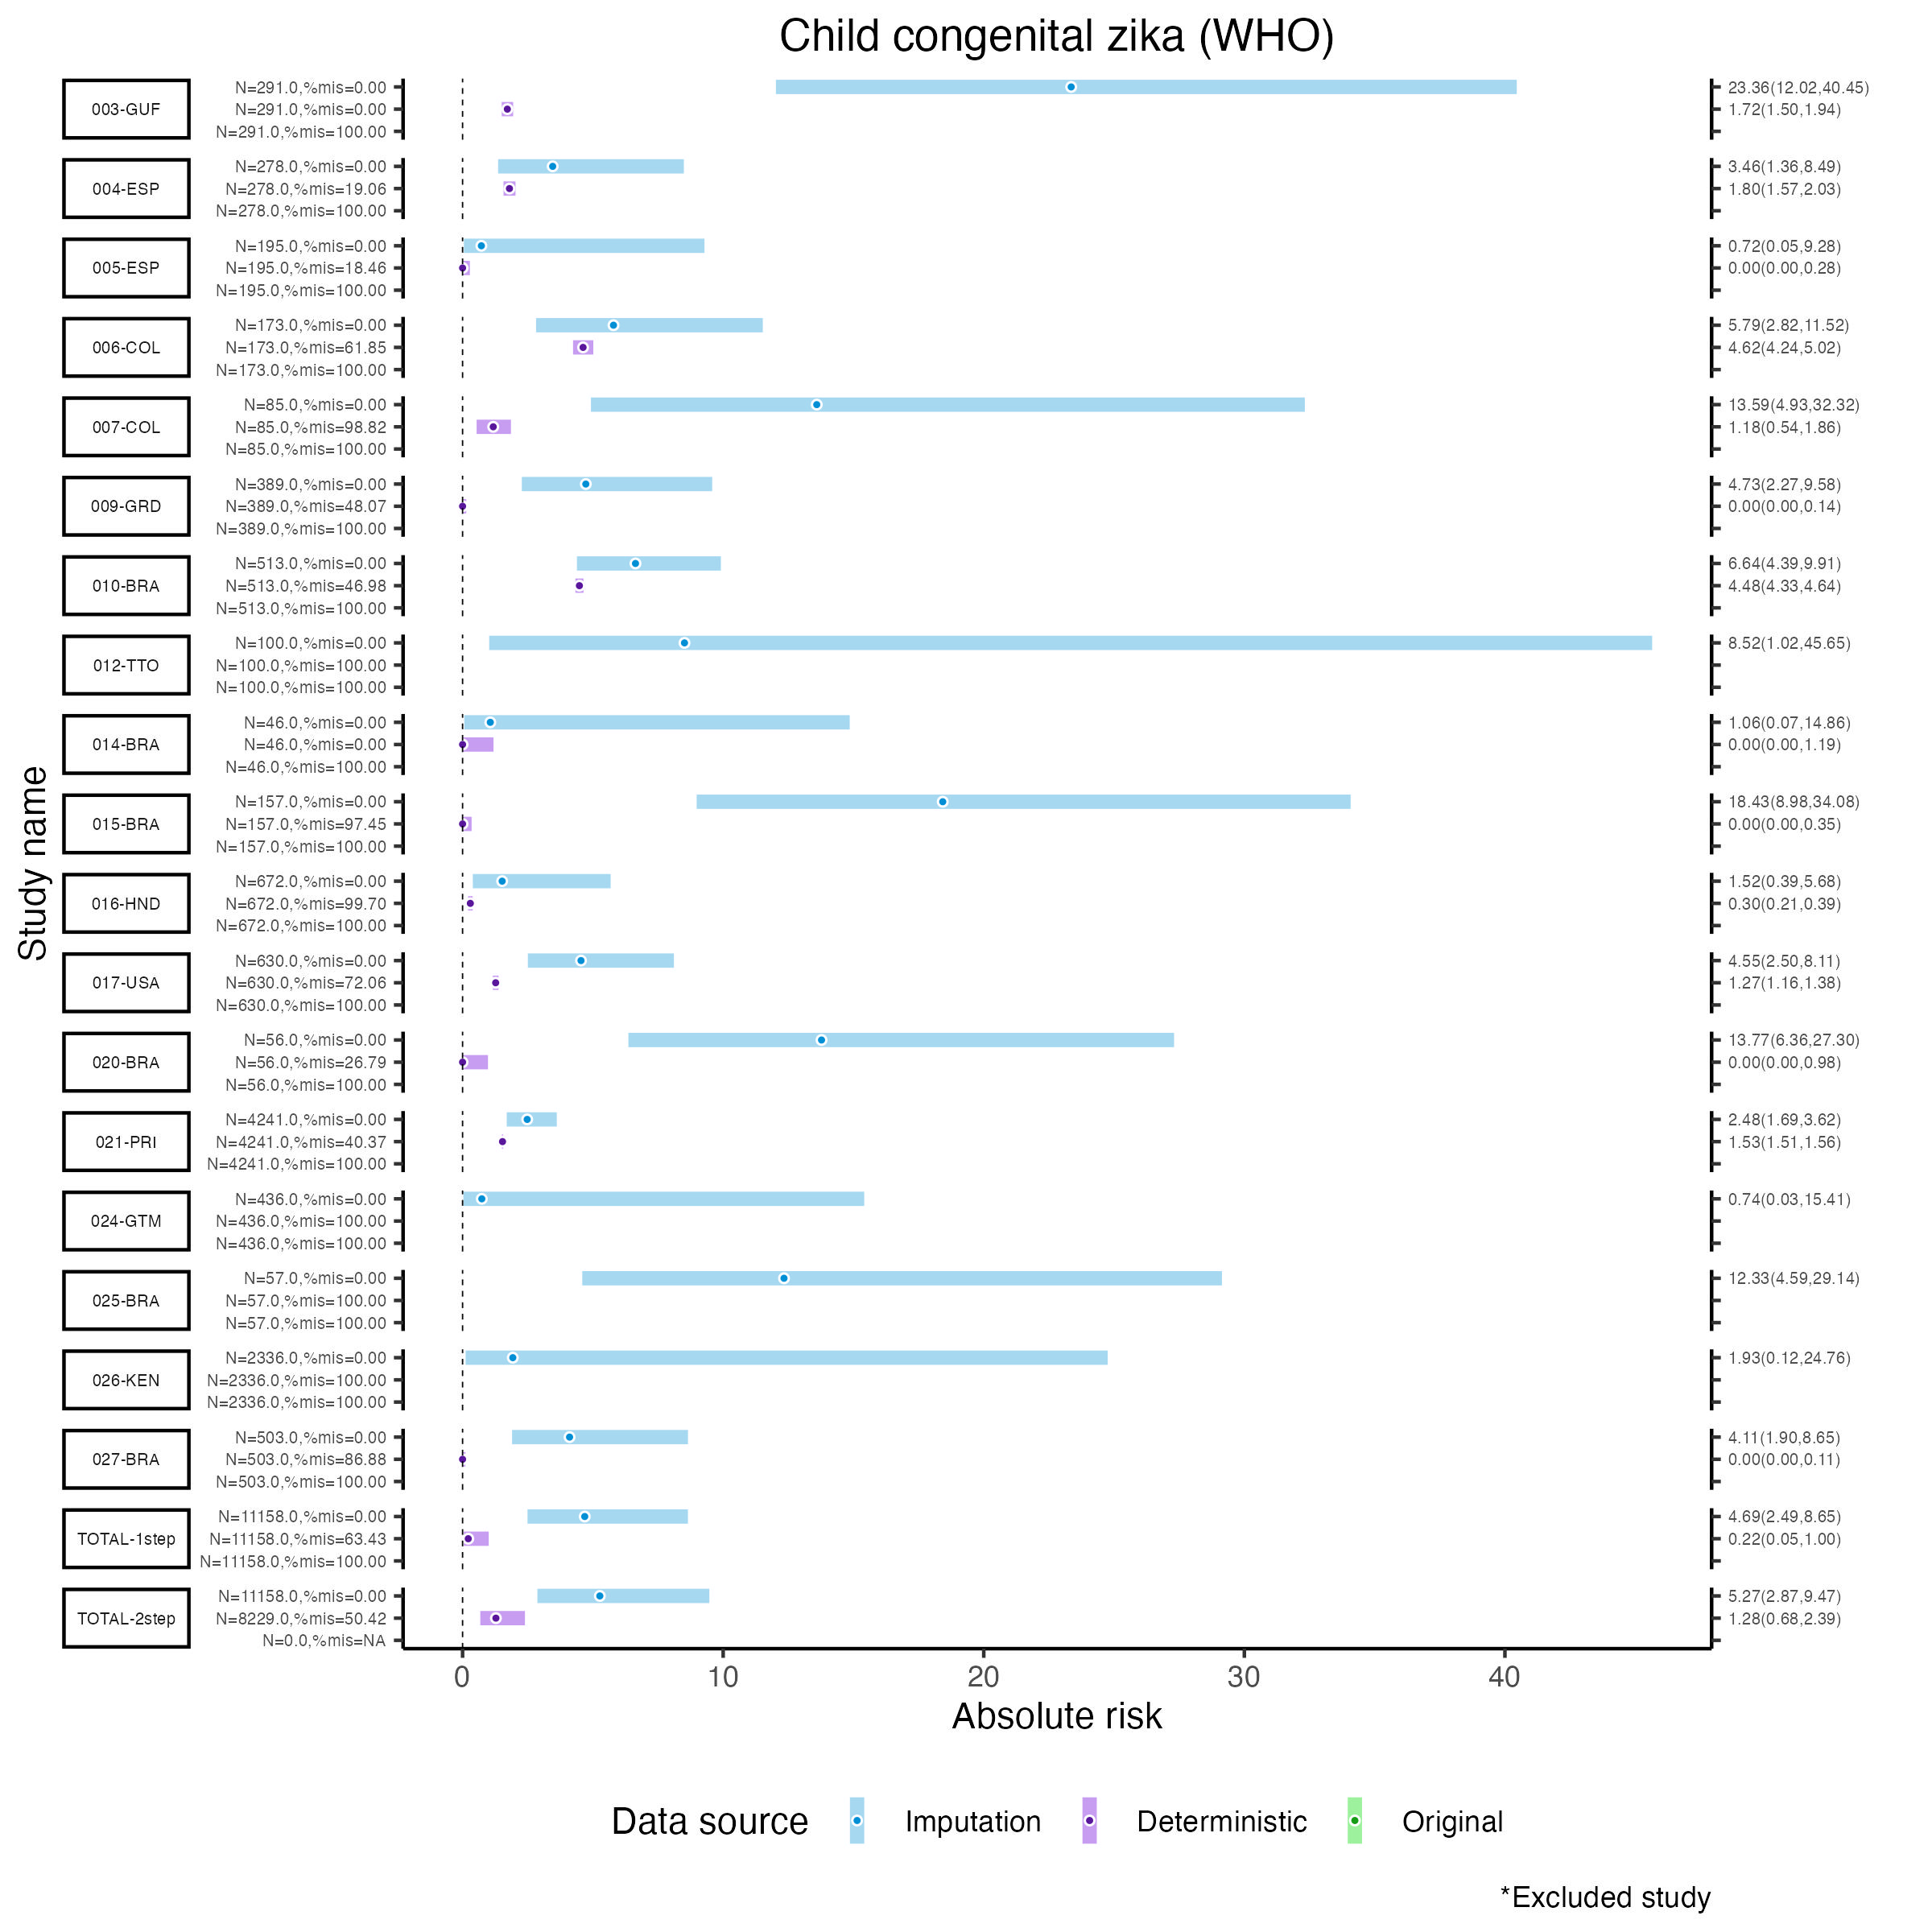 Child congenital zika (WHO)
Study name
003-GUF
N=291.0,%mis=0.00
N=291.0,%mis=0.00
N=291.0,%mis=100.00
23.36(12.02,40.45)
1.72(1.50,1.94)
004-ESP
N=278.0,%mis=0.00
N=278.0,%mis=19.06
N=278.0,%mis=100.00
3.46(1.36,8.49)
1.80(1.57,2.03)
005-ESP
N=195.0,%mis=0.00
N=195.0,%mis=18.46
N=195.0,%mis=100.00
0.72(0.05,9.28)
0.00(0.00,0.28)
006-COL
N=173.0,%mis=0.00
N=173.0,%mis=61.85
N=173.0,%mis=100.00
5.79(2.82,11.52)
4.62(4.24,5.02)
007-COL
N=85.0,%mis=0.00
N=85.0,%mis=98.82
N=85.0,%mis=100.00
13.59(4.93,32.32)
1.18(0.54,1.86)
009-GRD
N=389.0,%mis=0.00
N=389.0,%mis=48.07
N=389.0,%mis=100.00
4.73(2.27,9.58)
0.00(0.00,0.14)
010-BRA
N=513.0,%mis=0.00
N=513.0,%mis=46.98
N=513.0,%mis=100.00
6.64(4.39,9.91)
4.48(4.33,4.64)
012-TTO
N=100.0,%mis=0.00
N=100.0,%mis=100.00
N=100.0,%mis=100.00
8.52(1.02,45.65)
014-BRA
N=46.0,%mis=0.00
N=46.0,%mis=0.00
N=46.0,%mis=100.00
1.06(0.07,14.86)
0.00(0.00,1.19)
015-BRA
N=157.0,%mis=0.00
N=157.0,%mis=97.45
N=157.0,%mis=100.00
18.43(8.98,34.08)
0.00(0.00,0.35)
016-HND
N=672.0,%mis=0.00
N=672.0,%mis=99.70
N=672.0,%mis=100.00
1.52(0.39,5.68)
0.30(0.21,0.39)
017-USA
N=630.0,%mis=0.00
N=630.0,%mis=72.06
N=630.0,%mis=100.00
4.55(2.50,8.11)
1.27(1.16,1.38)
020-BRA
N=56.0,%mis=0.00
N=56.0,%mis=26.79
N=56.0,%mis=100.00
13.77(6.36,27.30)
0.00(0.00,0.98)
021-PRI
N=4241.0,%mis=0.00
N=4241.0,%mis=40.37
N=4241.0,%mis=100.00
2.48(1.69,3.62)
1.53(1.51,1.56)
024-GTM
N=436.0,%mis=0.00
N=436.0,%mis=100.00
N=436.0,%mis=100.00
0.74(0.03,15.41)
025-BRA
N=57.0,%mis=0.00
N=57.0,%mis=100.00
N=57.0,%mis=100.00
12.33(4.59,29.14)
026-KEN
N=2336.0,%mis=0.00
N=2336.0,%mis=100.00
N=2336.0,%mis=100.00
1.93(0.12,24.76)
027-BRA
N=503.0,%mis=0.00
N=503.0,%mis=86.88
N=503.0,%mis=100.00
4.11(1.90,8.65)
0.00(0.00,0.11)
TOTAL-1step
N=11158.0,%mis=0.00
N=11158.0,%mis=63.43
N=11158.0,%mis=100.00
4.69(2.49,8.65)
0.22(0.05,1.00)
TOTAL-2step
N=11158.0,%mis=0.00
N=8229.0,%mis=50.42
N=0.0,%mis=NA
5.27(2.87,9.47)
1.28(0.68,2.39)
0 10 20 30 40
Absolute risk
Data source Imputation Deterministic Original
*Excluded study